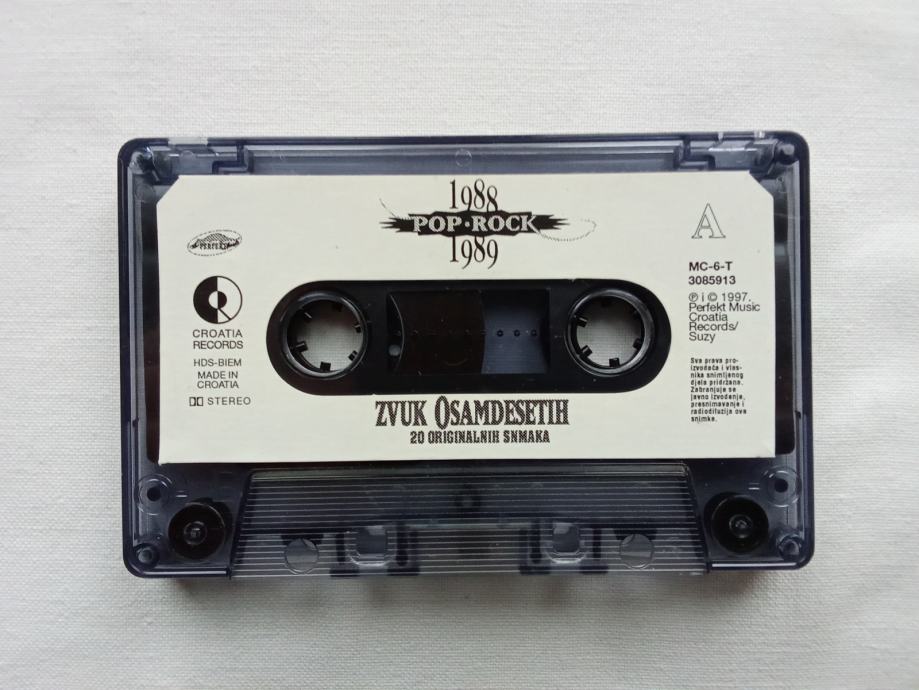 1988
POP·ROCK
1989
PERFEKT
CROATIA
RECORDS
HDS-BIEM
MADE IN
CROATIA
STEREO
A
MC-6-T
3085913
℗ i © 1997.
Perfekt Music
Croatia
Records/
Suzy
Sva prava pro-
izvođača i vlas-
nika snimljenog
djela pridržana.
Zabranjuje se
javno izvođenje,
presnimavanje i
radiodifuzija ove
snimke.
ZVUK OSAMDESETIH
20 ORIGINALNIH SNMAKA